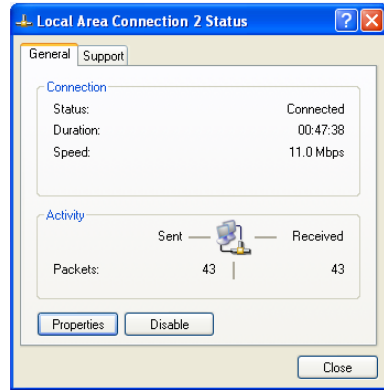 Local Area Connection 2 Status
General Support
Connection
Status: Connected
Duration: 00:47:38
Speed: 11.0 Mbps
Activity
Sent Received
Packets: 43 43
Properties Disable
Close